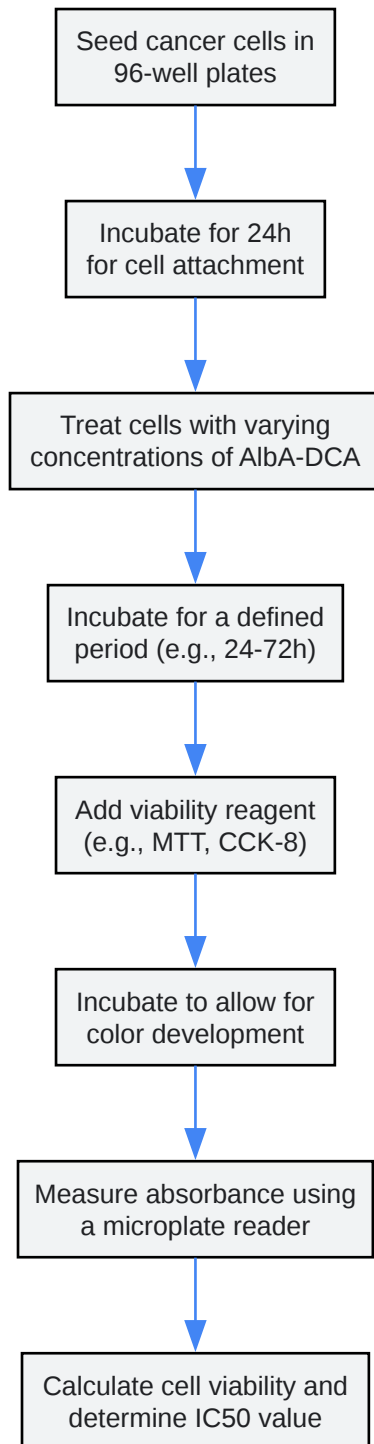 Seed cancer cells in
96-well plates
Incubate for 24h
for cell attachment
Treat cells with varying
concentrations of AlbA-DCA
Incubate for a defined
period (e.g., 24-72h)
Add viability reagent
(e.g., MTT, CCK-8)
Incubate to allow for
color development
Measure absorbance using
a microplate reader
Calculate cell viability and
determine IC50 value